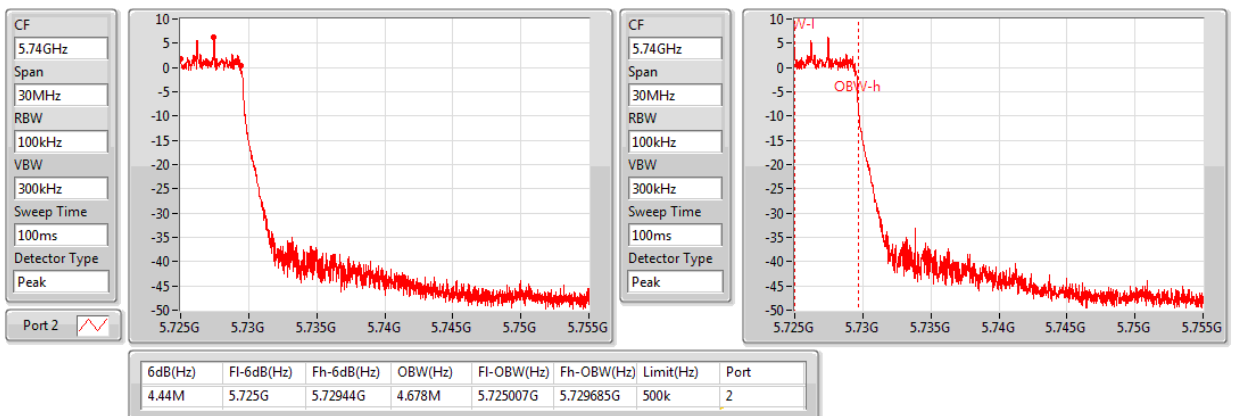 CF
5.74GHz
Span
30MHz
RBW
100kHz
VBW
300kHz
Sweep Time
100ms
Detector Type
Peak
Port 2
10
5
0
-5
-10
-15
-20
-25
-30
-35
-40
-45
-50
5.725G 5.73G 5.735G 5.74G 5.745G 5.75G 5.755G
CF
5.74GHz
Span
30MHz
RBW
100kHz
VBW
300kHz
Sweep Time
100ms
Detector Type
Peak
10
5
0
-5
-10
-15
-20
-25
-30
-35
-40
-45
-50
W-l
OBW-h
5.725G 5.73G 5.735G 5.74G 5.745G 5.75G 5.755G
6dB(Hz) Fl-6dB(Hz) Fh-6dB(Hz) OBW(Hz) Fl-OBW(Hz) Fh-OBW(Hz) Limit(Hz) Port
4.44M 5.725G 5.72944G 4.678M 5.725007G 5.729685G 500k 2